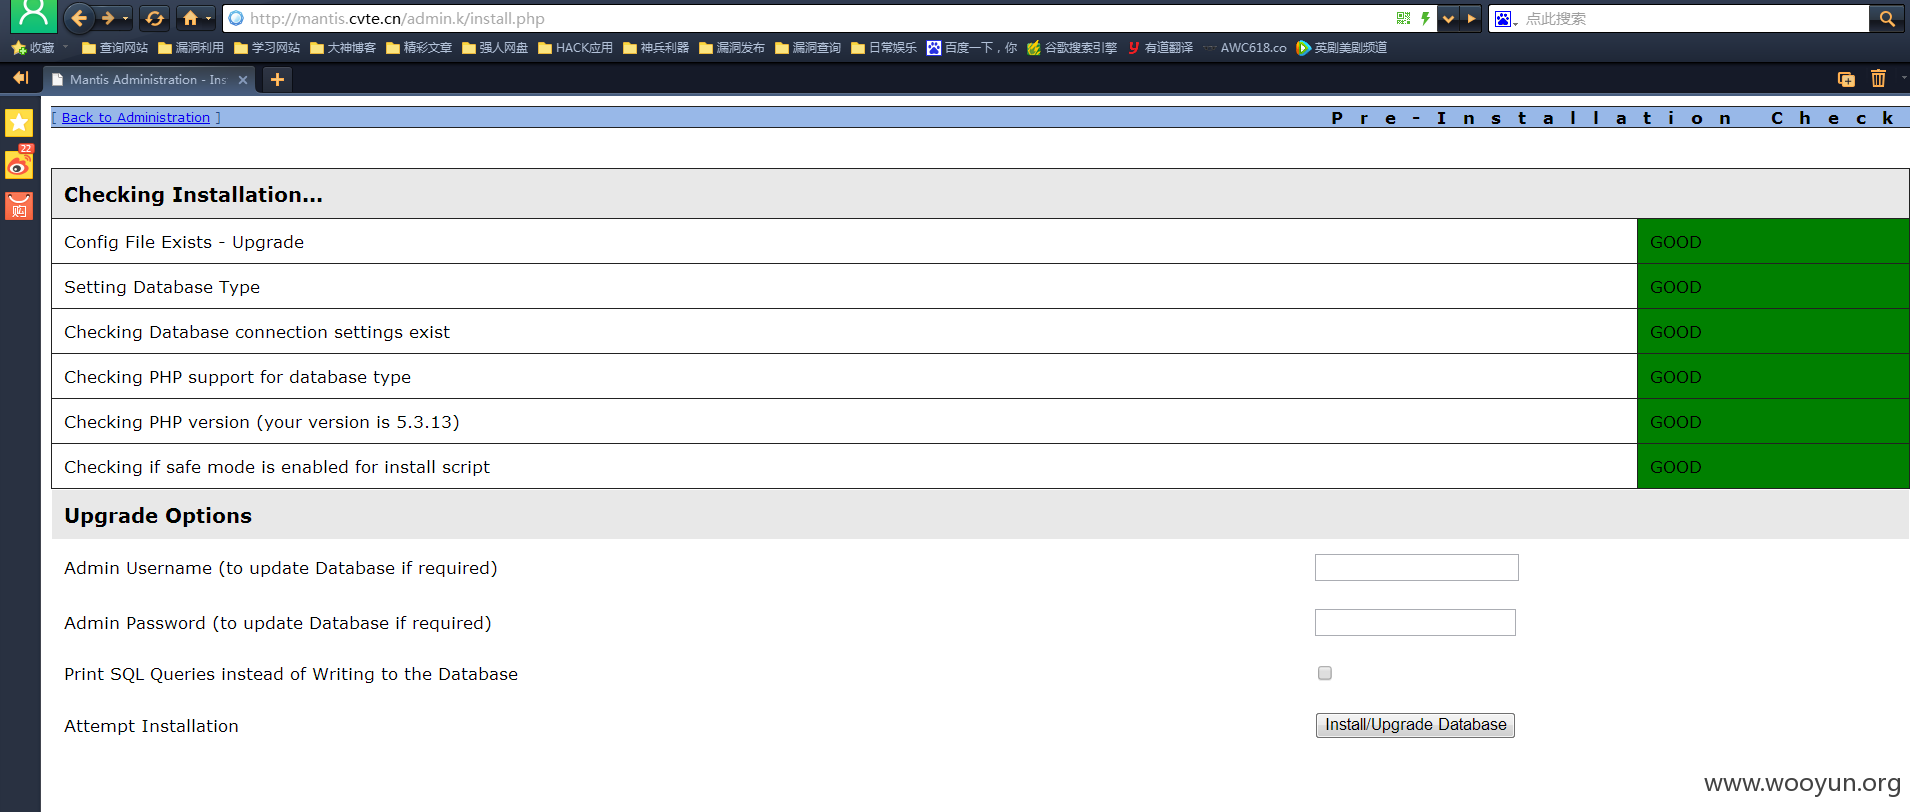 http://mantis.cvte.cn/admin.k/install.php
点此搜索
收藏 查询网站 漏洞利用 学习网站 大神博客 精彩文章 强人网盘 HACK应用 神兵利器 漏洞发布 漏洞查询 日常娱乐 百度一下，你 谷歌搜索引擎 有道翻译 AWC618.co 英剧美剧频道
Mantis Administration - Ins
[ Back to Administration ]
Pre-Installation Check
22
购
Checking Installation...
Config File Exists - Upgrade GOOD
Setting Database Type GOOD
Checking Database connection settings exist GOOD
Checking PHP support for database type GOOD
Checking PHP version (your version is 5.3.13) GOOD
Checking if safe mode is enabled for install script GOOD
Upgrade Options
Admin Username (to update Database if required)
Admin Password (to update Database if required)
Print SQL Queries instead of Writing to the Database
Attempt Installation Install/Upgrade Database
www.wooyun.org